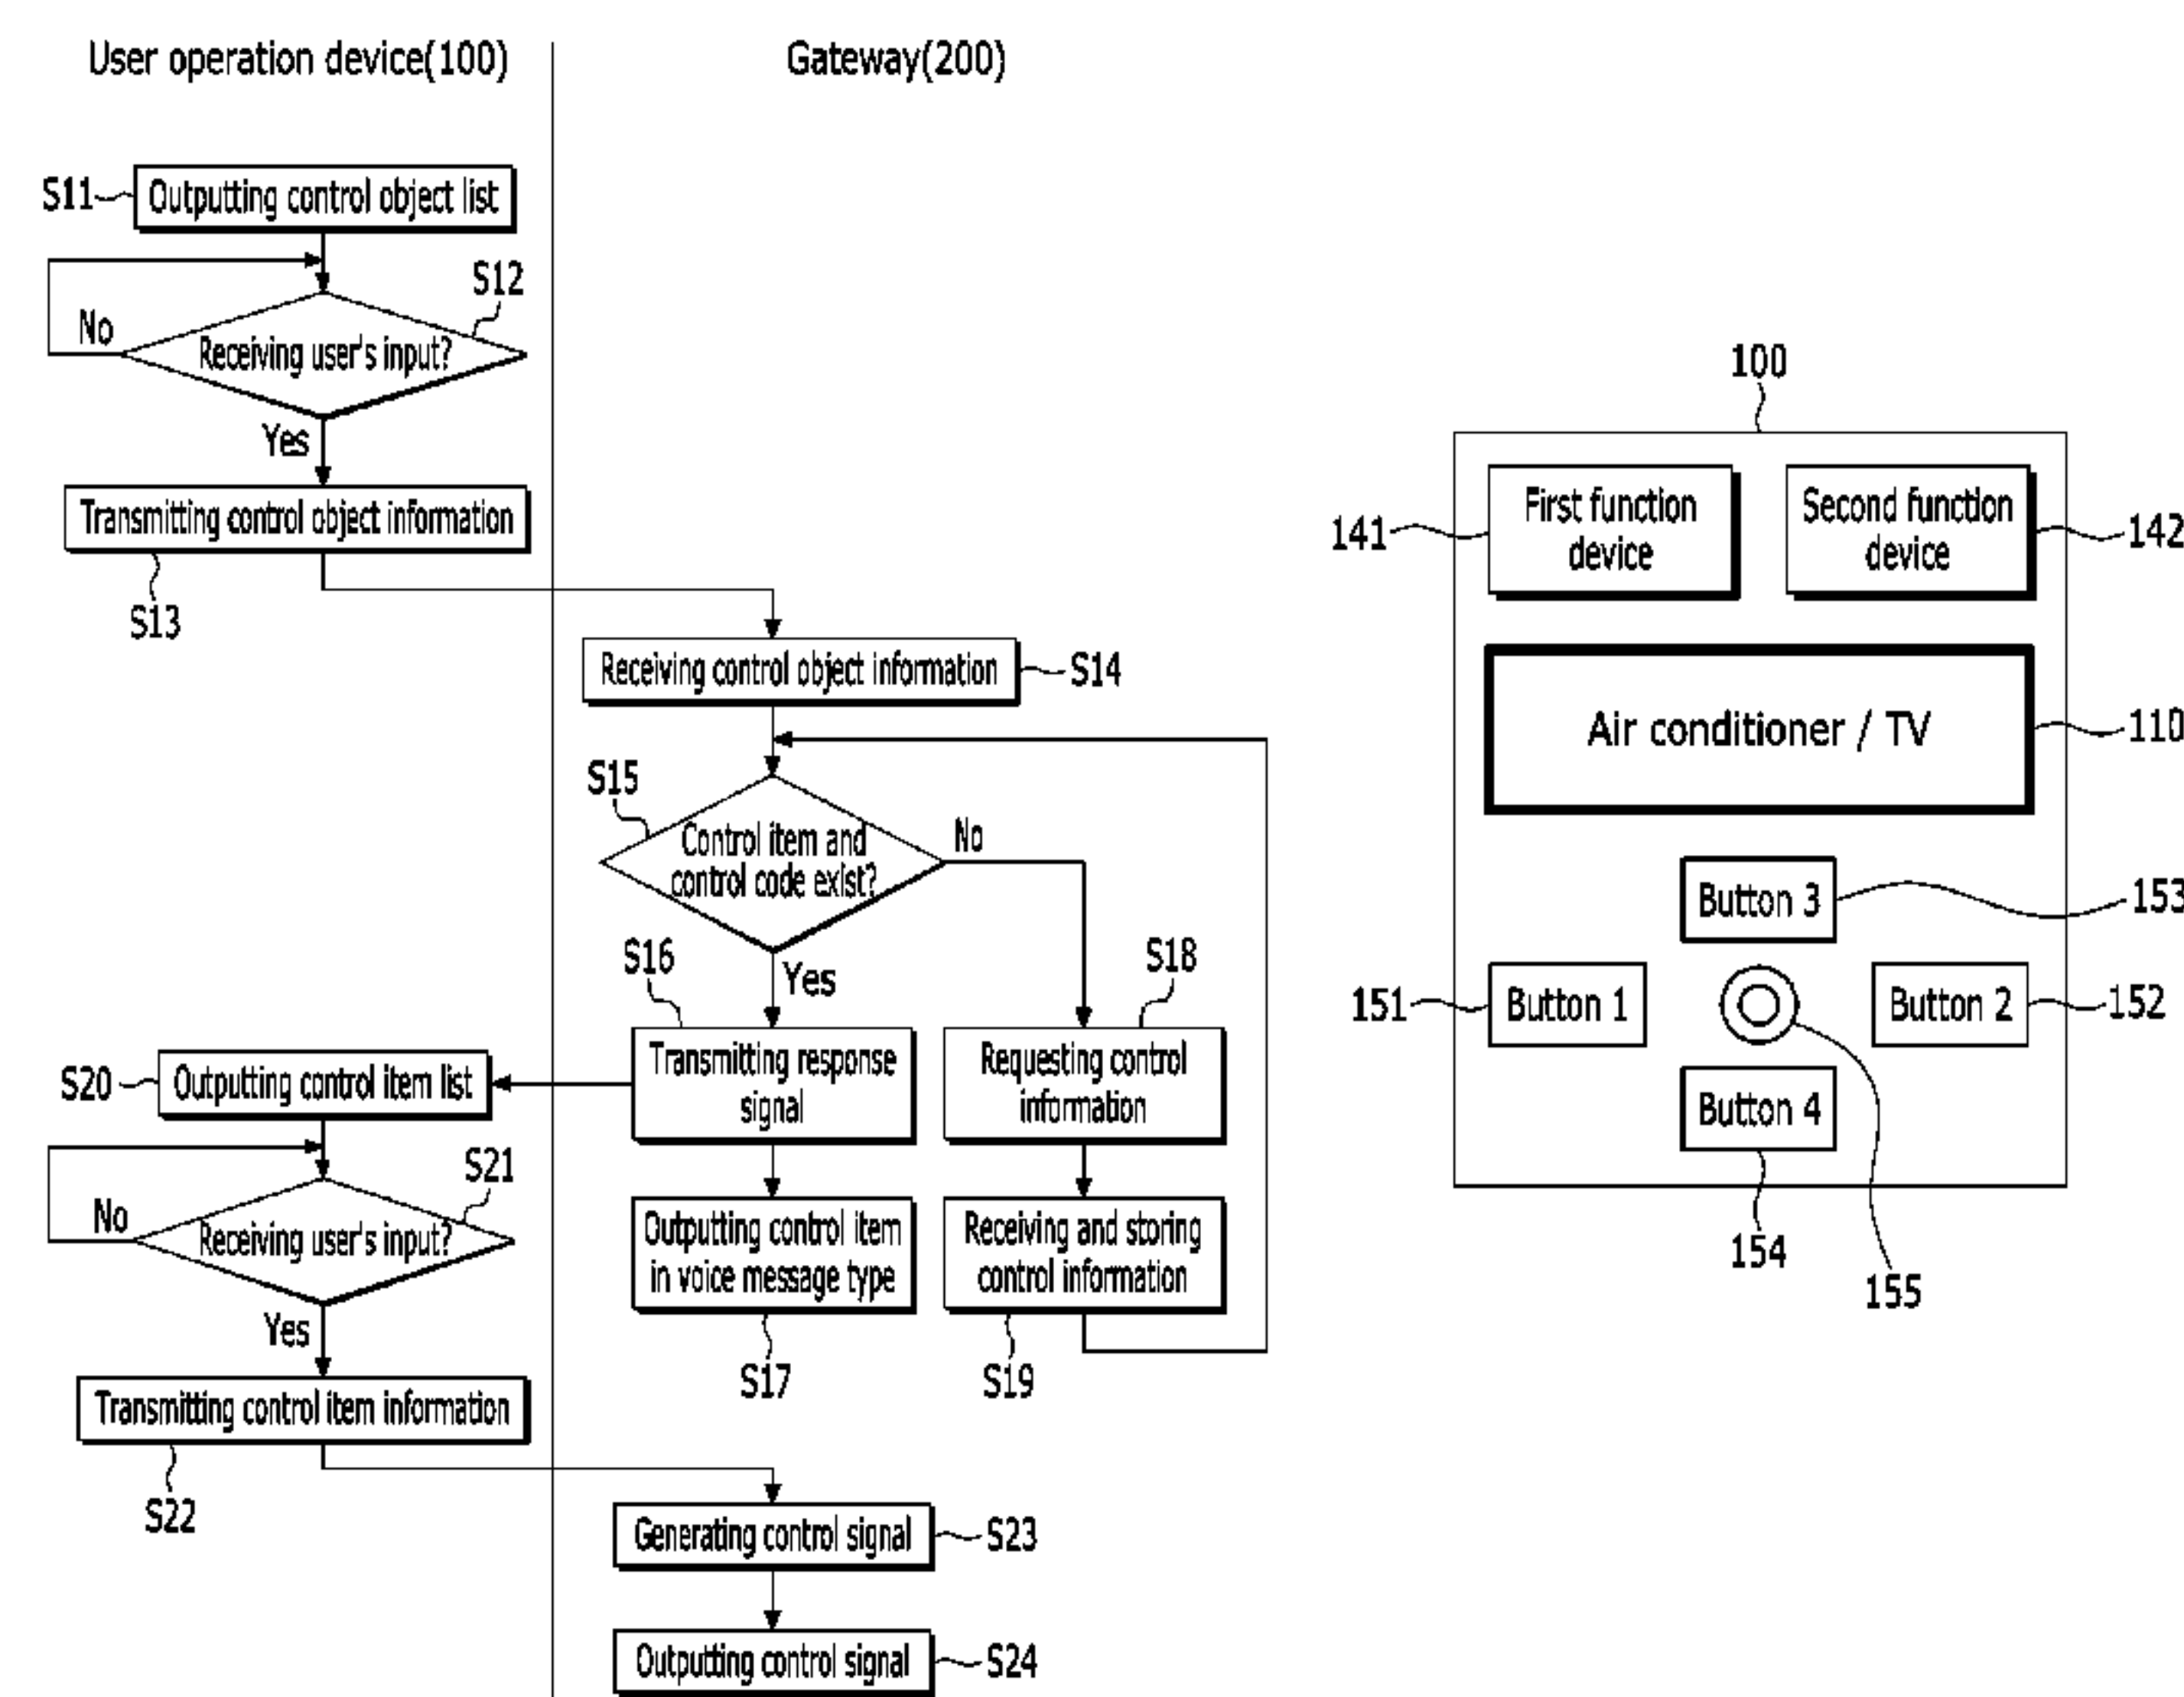 User operation device(100)
Gateway(200)
S11
Outputting control object list
S12
No
Receiving user's input?
Yes
Transmitting control object information
S13
Receiving control object information
S14
S15
Control item and
control code exist?
No
S16
Yes
S18
Transmitting response
signal
Requesting control
information
S20
Outputting control item list
S21
No
Receiving user's input?
Outputting control item
in voice message type
Receiving and storing
control information
Yes
S17
S19
Transmitting control item information
S22
Generating control signal
S23
Outputting control signal
S24
100
First function
device
Second function
device
141
142
Air conditioner / TV
110
Button 3
153
151
Button 1
Button 2
152
Button 4
154
155